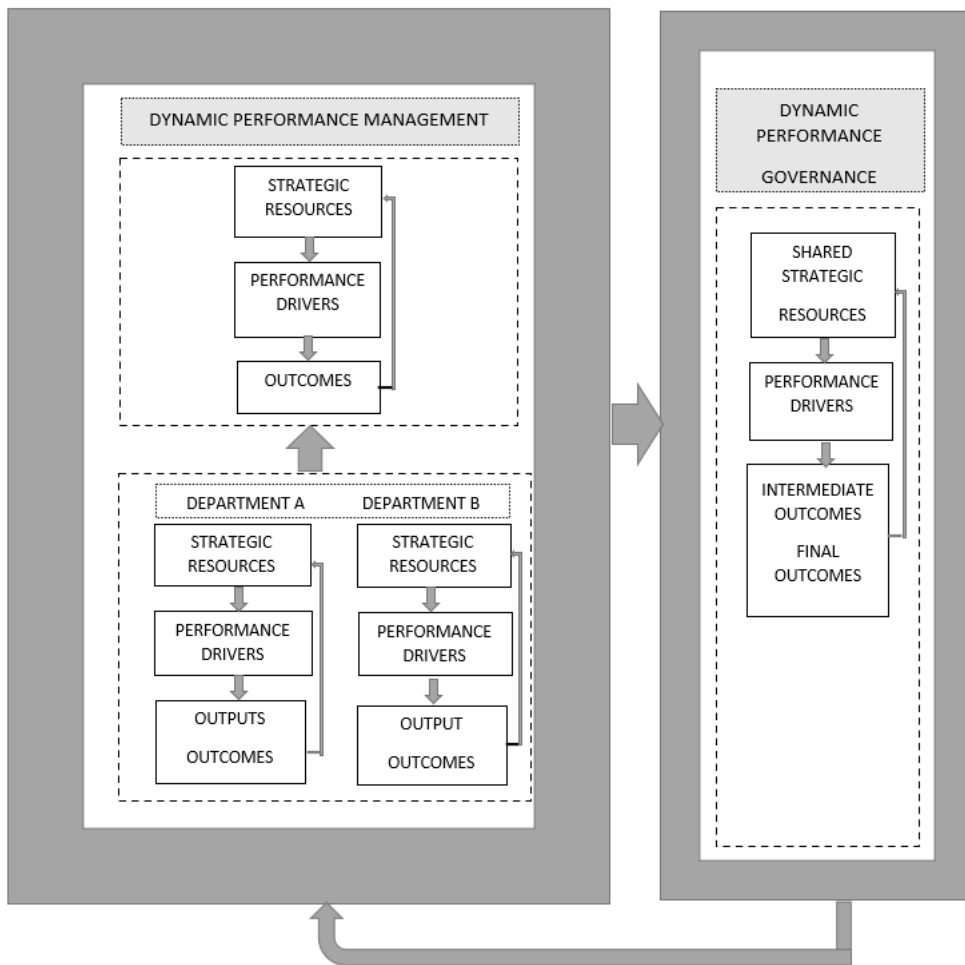 DYNAMIC PERFORMANCE MANAGEMENT
STRATEGIC
RESOURCES
PERFORMANCE
DRIVERS
OUTCOMES
DEPARTMENT A
DEPARTMENT B
STRATEGIC
RESOURCES
PERFORMANCE
DRIVERS
OUTPUTS
OUTCOMES
STRATEGIC
RESOURCES
PERFORMANCE
DRIVERS
OUTPUT
OUTCOMES
DYNAMIC
PERFORMANCE
GOVERNANCE
SHARED
STRATEGIC
RESOURCES
PERFORMANCE
DRIVERS
INTERMEDIATE
OUTCOMES
FINAL
OUTCOMES